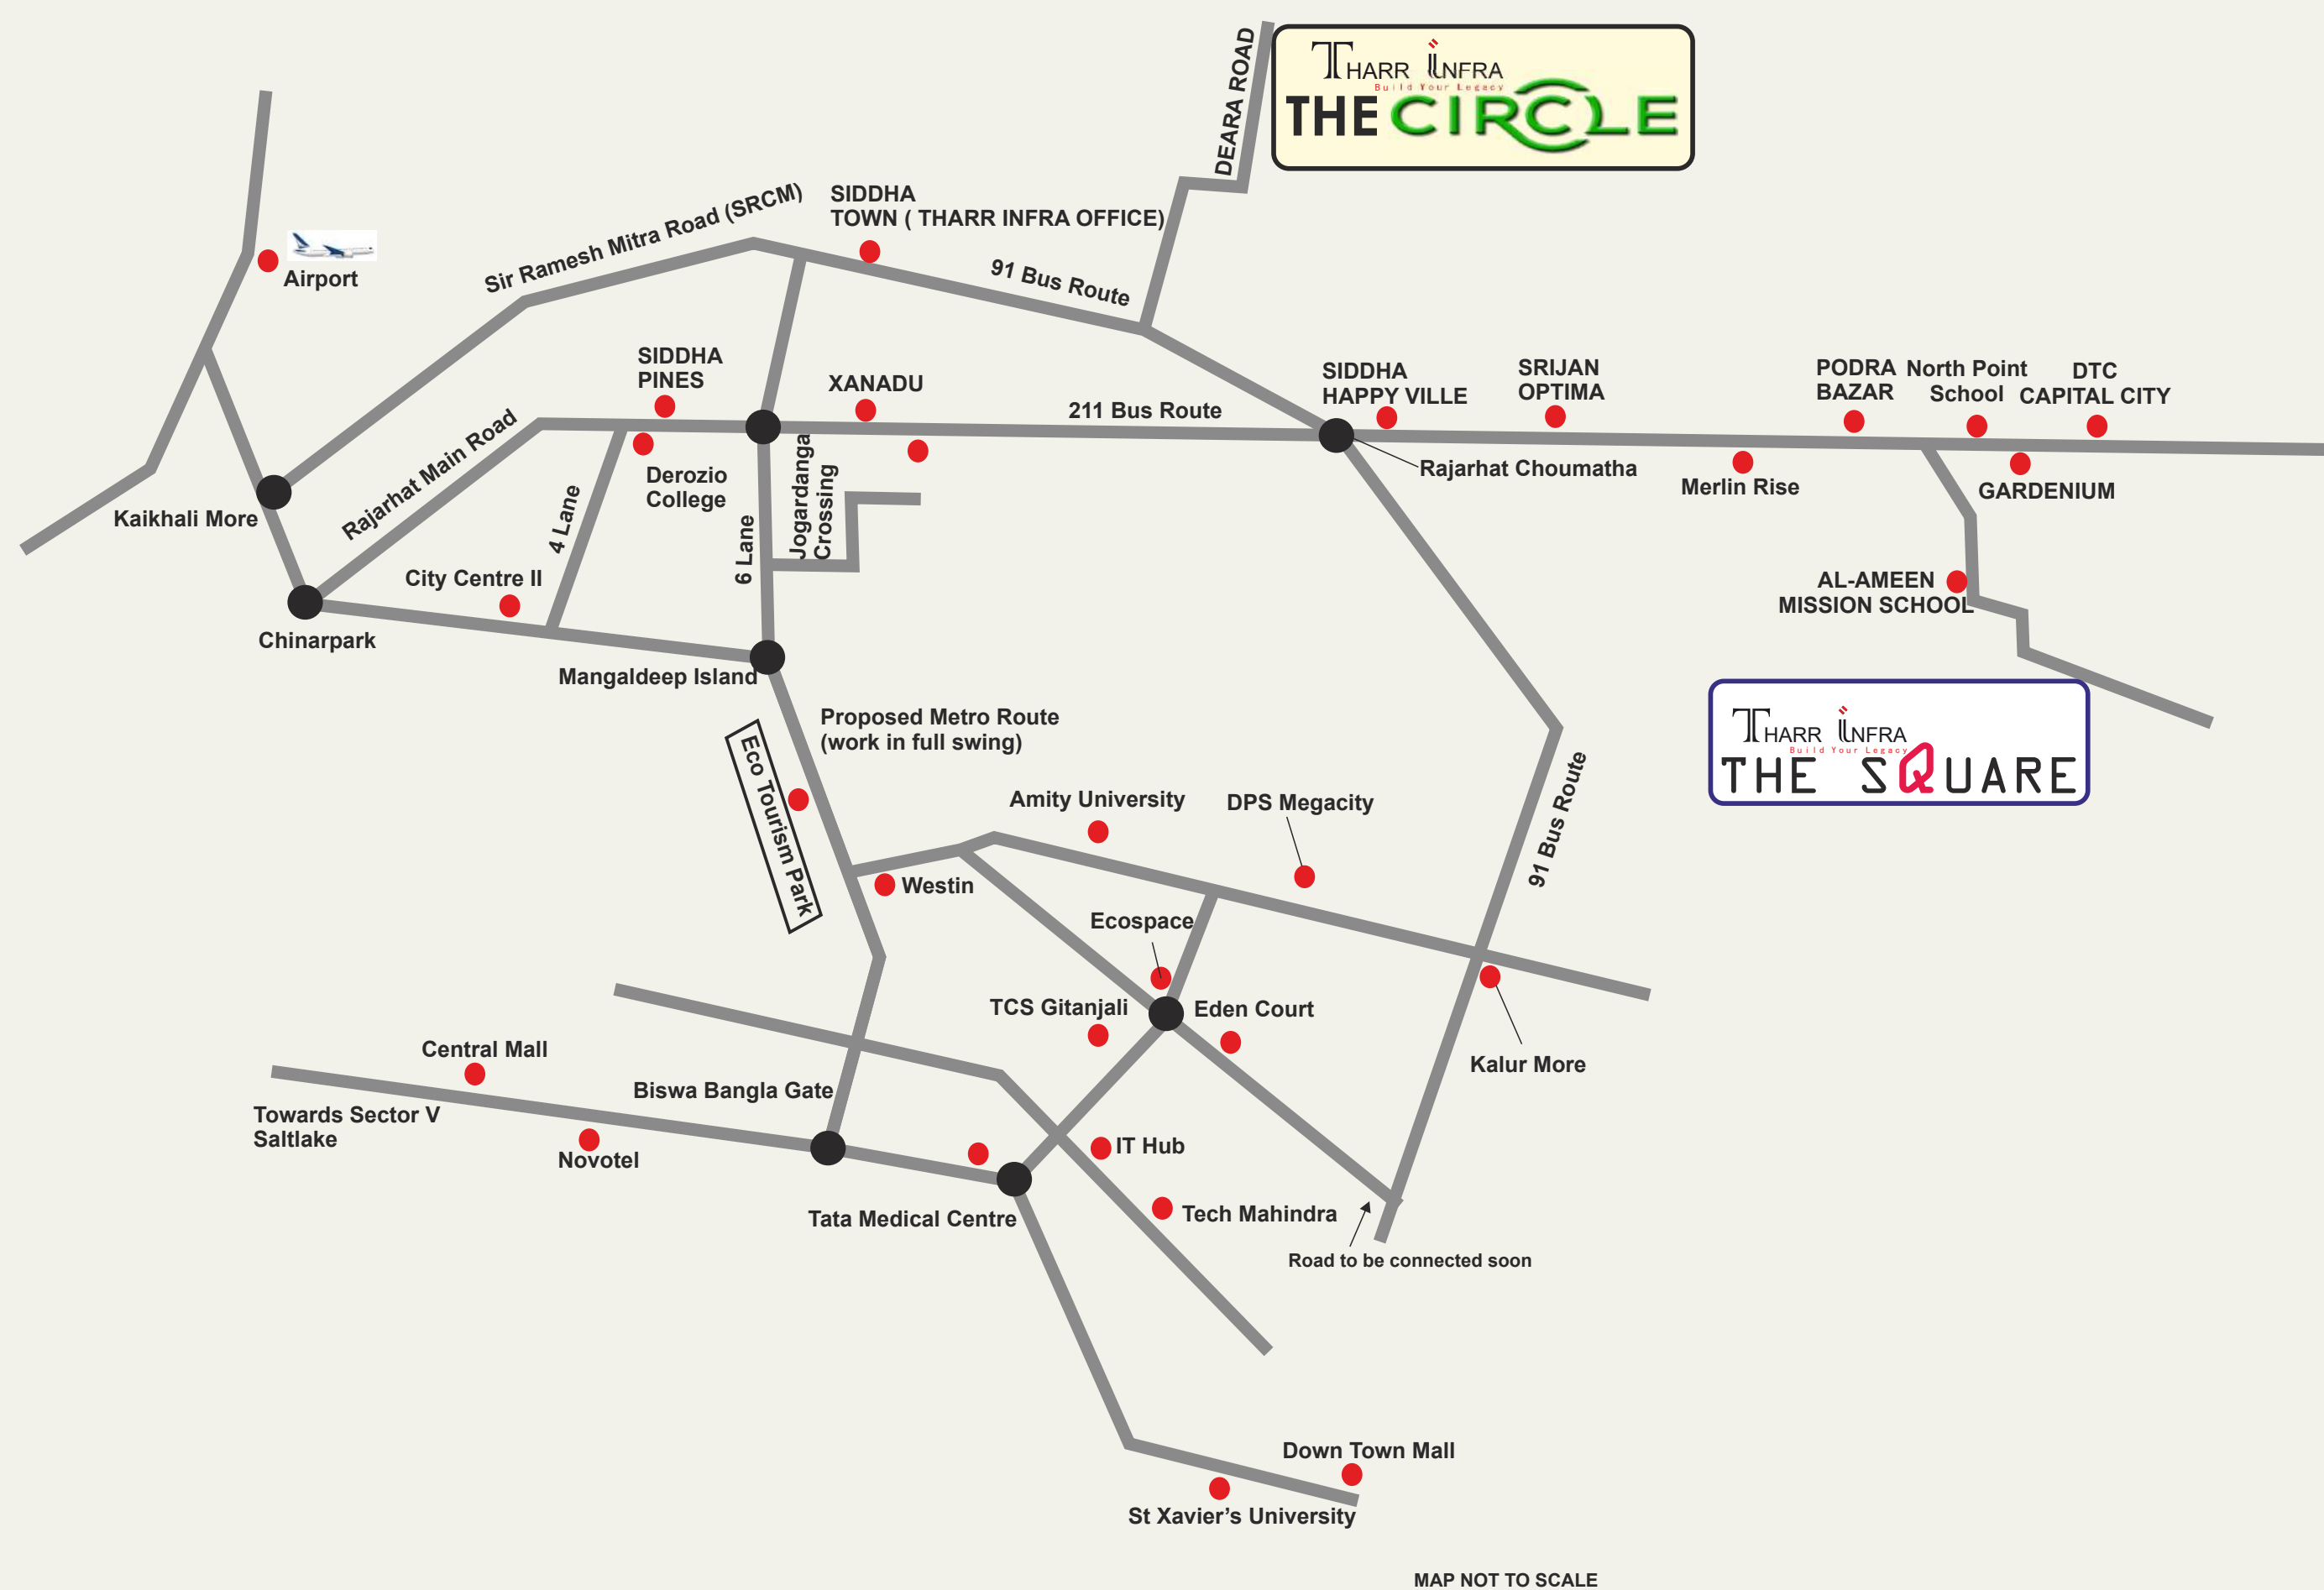 THARR INFRA
Build Your Legacy
THE CIRCLE
DEARA ROAD
Sir Ramesh Mitra Road (SRCM)
SIDDHA
TOWN ( THARR INFRA OFFICE)
91 Bus Route
Airport
SIDDHA
PINES
XANADU
211 Bus Route
SIDDHA
HAPPY VILLE
SRIJAN
OPTIMA
PODRA
BAZAR
North Point
School
DTC
CAPITAL CITY
Rajarhat Main Road
Derozio
College
Jogardanga
Crossing
Rajarhat Choumatha
Merlin Rise
GARDENIUM
Kaikhali More
4 Lane
6 Lane
City Centre II
AL-AMEEN
MISSION SCHOOL
Chinarpark
Mangaldeep Island
Proposed Metro Route
(work in full swing)
THARR INFRA
Build Your Legacy
THE SQUARE
Eco Tourism Park
Amity University
DPS Megacity
91 Bus Route
Westin
Ecospace
TCS Gitanjali
Eden Court
Central Mall
Kalur More
Biswa Bangla Gate
Towards Sector V
Saltlake
Novotel
IT Hub
Tata Medical Centre
Tech Mahindra
Road to be connected soon
Down Town Mall
St Xavier’s University
MAP NOT TO SCALE